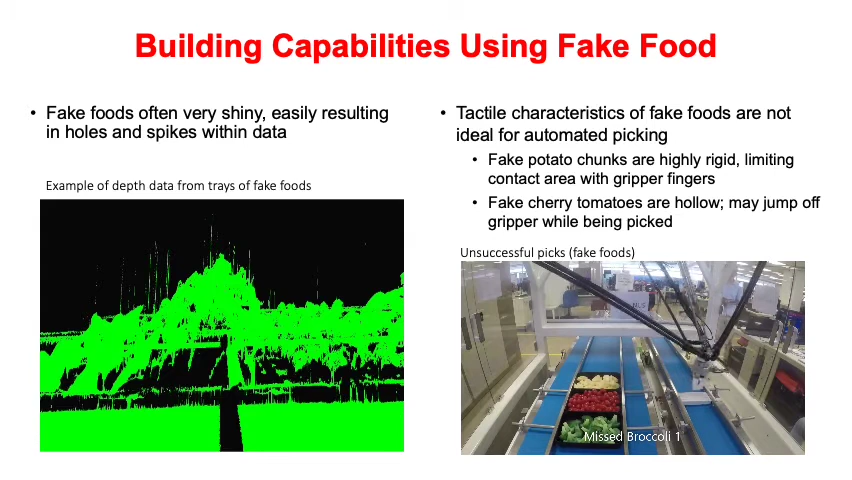 Building Capabilities Using Fake Food
• Fake foods often very shiny, easily resulting
in holes and spikes within data
Example of depth data from trays of fake foods
• Tactile characteristics of fake foods are not
ideal for automated picking
• Fake potato chunks are highly rigid, limiting
contact area with gripper fingers
• Fake cherry tomatoes are hollow; may jump off
gripper while being picked
Unsuccessful picks (fake foods)
Missed Broccoli 1